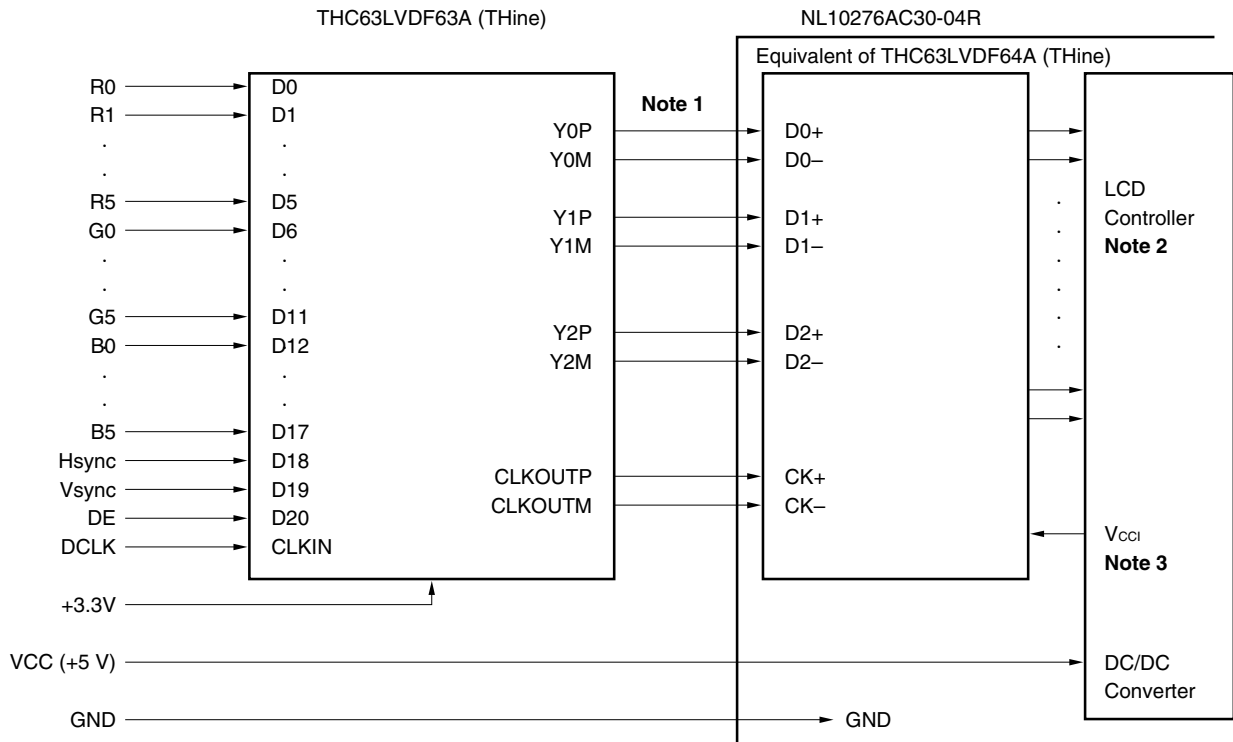 THC63LVDF63A (THine)
NL10276AC30-04R
Equivalent of THC63LVDF64A (THine)
R0
R1
.
.
R5
G0
.
.
G5
B0
.
.
B5
Hsync
Vsync
DE
DCLK
+3.3V
VCC (+5 V)
GND
D0
D1
.
.
D5
D6
.
.
D11
D12
.
.
D17
D18
D19
D20
CLKIN
Y0P
Y0M
Y1P
Y1M
Y2P
Y2M
CLKOUTP
CLKOUTM
Note 1
D0+
D0–
D1+
D1–
D2+
D2–
CK+
CK–
GND
.
.
.
.
.
.
LCD
Controller
Note 2
VCCI
Note 3
DC/DC
Converter